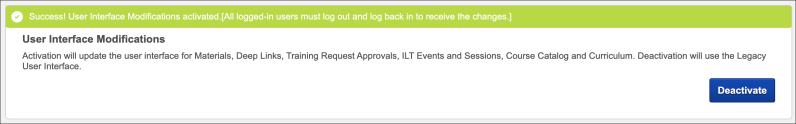 Success! User Interface Modifications activated.[All logged-in users must log out and log back in to receive the changes.]
User Interface Modifications
Activation will update the user interface for Materials, Deep Links, Training Request Approvals, ILT Events and Sessions, Course Catalog and Curriculum. Deactivation will use the Legacy
User Interface.
Deactivate